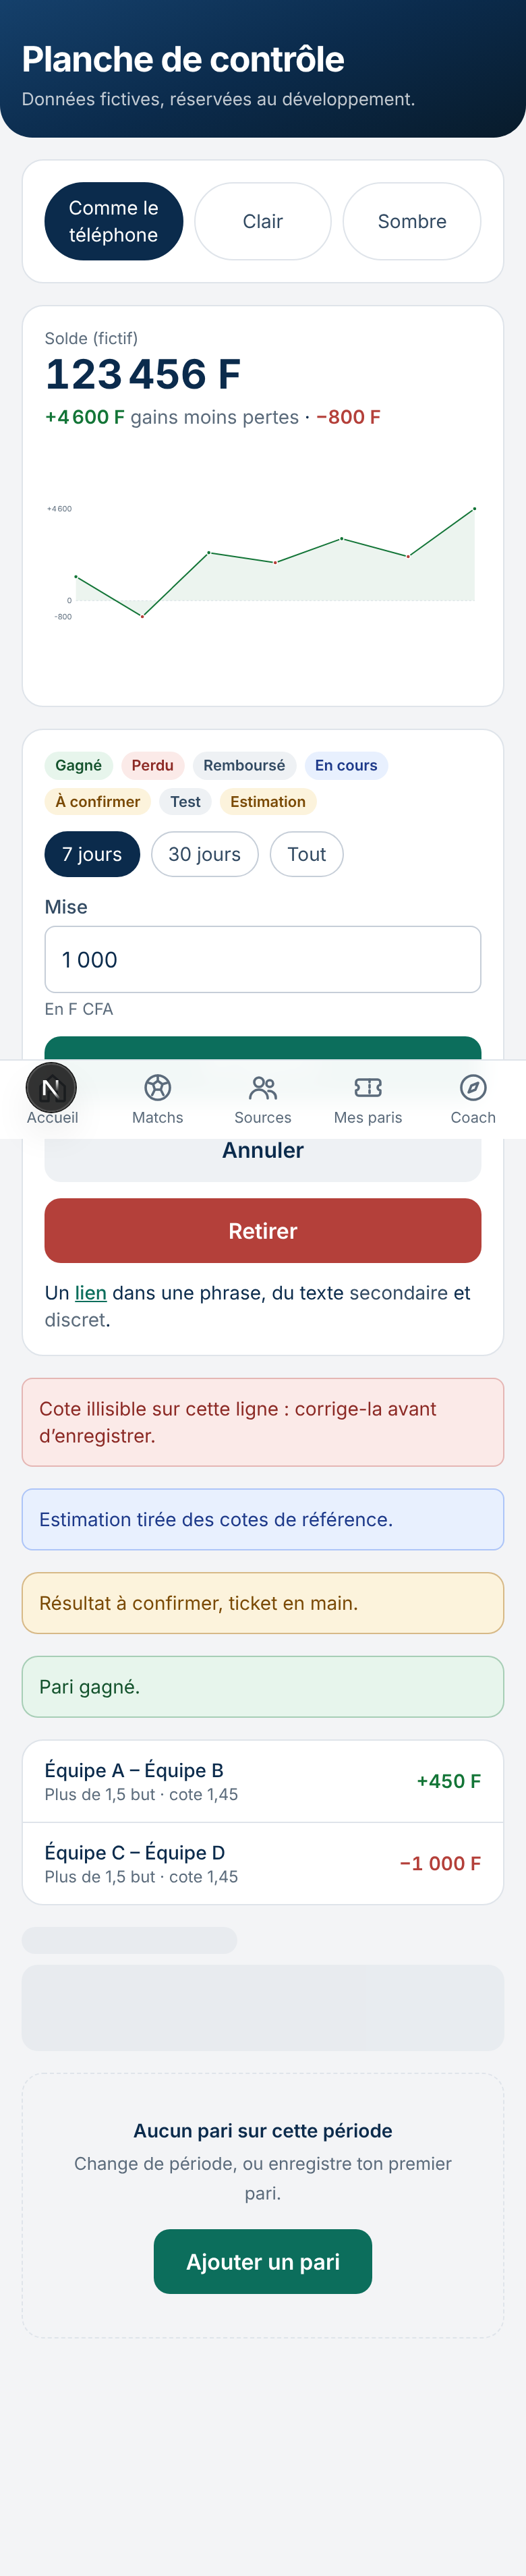 Planche de contrôle
Données fictives, réservées au développement.
Comme le
téléphone
Clair
Sombre
Solde (fictif)
123 456 F
+4 600 F gains moins pertes · −800 F
+4 600
0
-800
Gagné
Perdu
Remboursé
En cours
À confirmer
Test
Estimation
7 jours
30 jours
Tout
Mise
1 000
En F CFA
N
Accueil
Matchs
Sources
Mes paris
Coach
Annuler
Retirer
Un lien dans une phrase, du texte secondaire et
discret.
Cote illisible sur cette ligne : corrige-la avant
d’enregistrer.
Estimation tirée des cotes de référence.
Résultat à confirmer, ticket en main.
Pari gagné.
Équipe A – Équipe B
Plus de 1,5 but · cote 1,45
+450 F
Équipe C – Équipe D
Plus de 1,5 but · cote 1,45
−1 000 F
Aucun pari sur cette période
Change de période, ou enregistre ton premier
pari.
Ajouter un pari